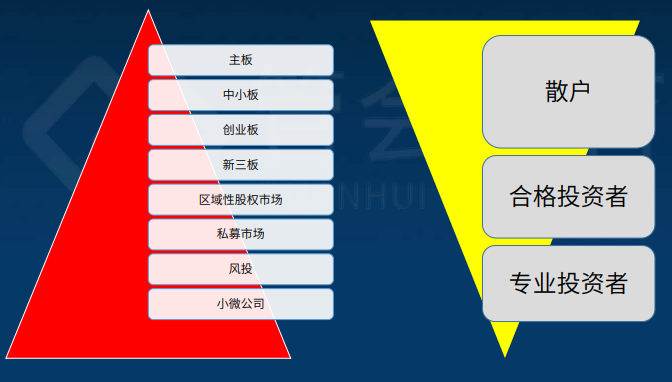 主板
中小板
创业板
新三板
区域性股权市场
私募市场
风投
小微公司
散户
合格投资者
专业投资者